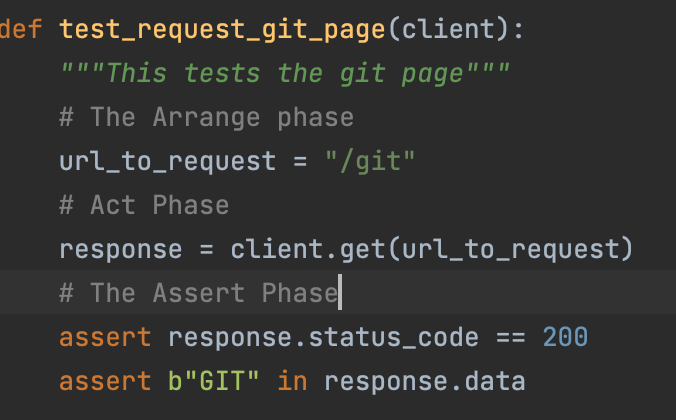 def test_request_git_page(client):
    """This tests the git page"""
    # The Arrange phase
    url_to_request = "/git"
    # Act Phase
    response = client.get(url_to_request)
    # The Assert Phase
    assert response.status_code == 200
    assert b"GIT" in response.data